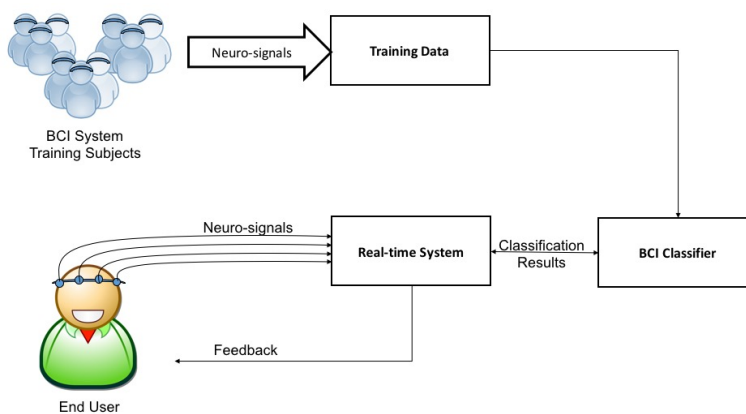 Neuro-signals
Training Data
BCI System
Training Subjects
Neuro-signals
Real-time System
Classification
Results
BCI Classifier
Feedback
End User